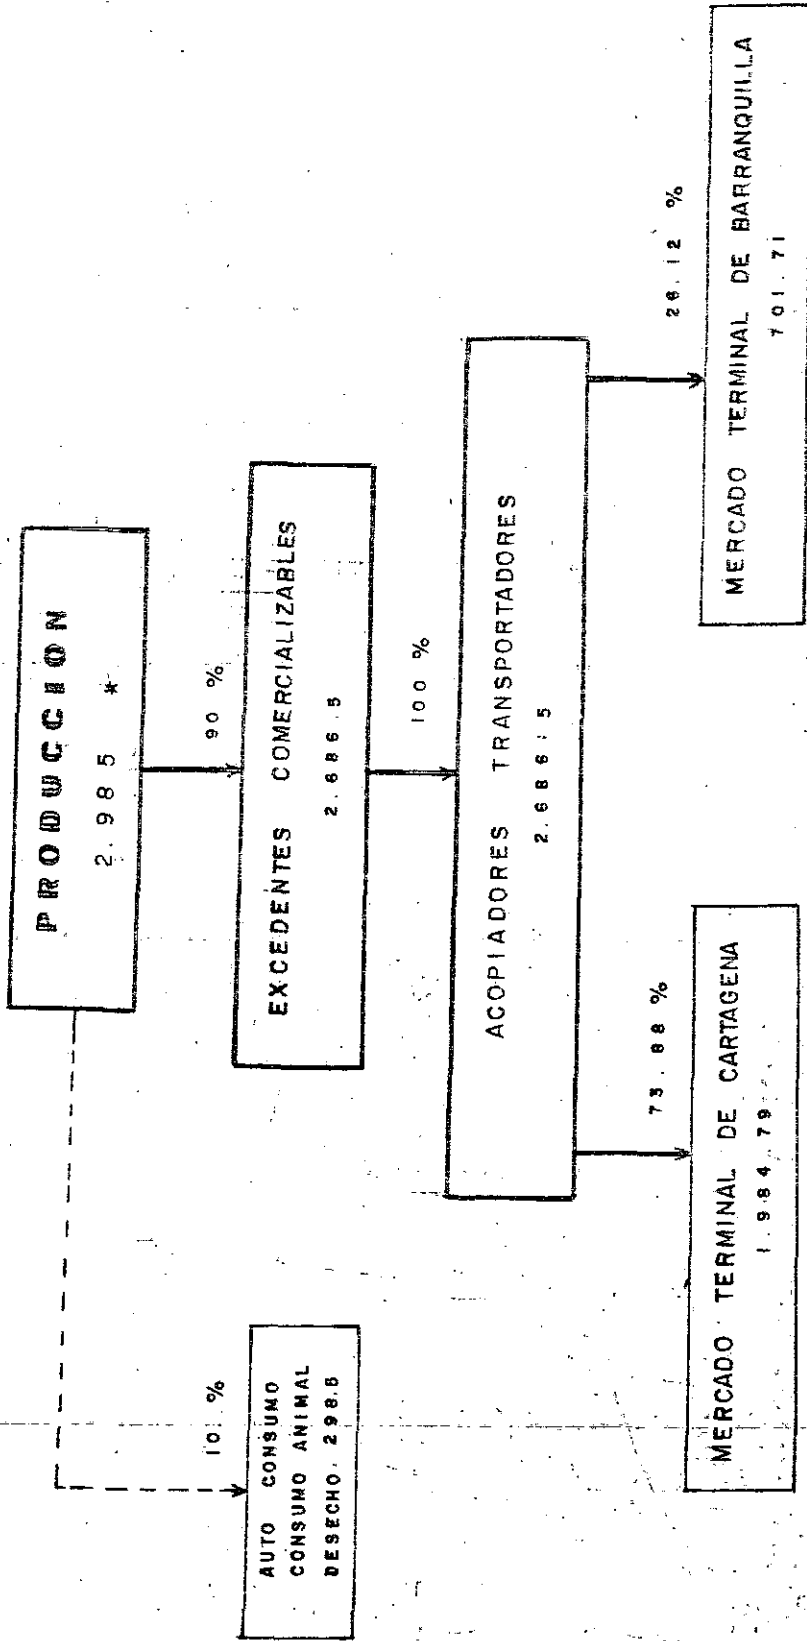 PRODUCCION
2.985 *
10. %
90 %
AUTO CONSUMO
CONSUMO ANIMAL
DESECHO. 298.5
EXCEDENTES COMERCIALIZABLES
2.686.5
100 %
ACOPIADORES TRANSPORTADORES
2.686.5
73.88 %
26.12 %
MERCADO TERMINAL DE CARTAGENA
1.984.79
MERCADO TERMINAL DE BARRANQUILLA
701.71